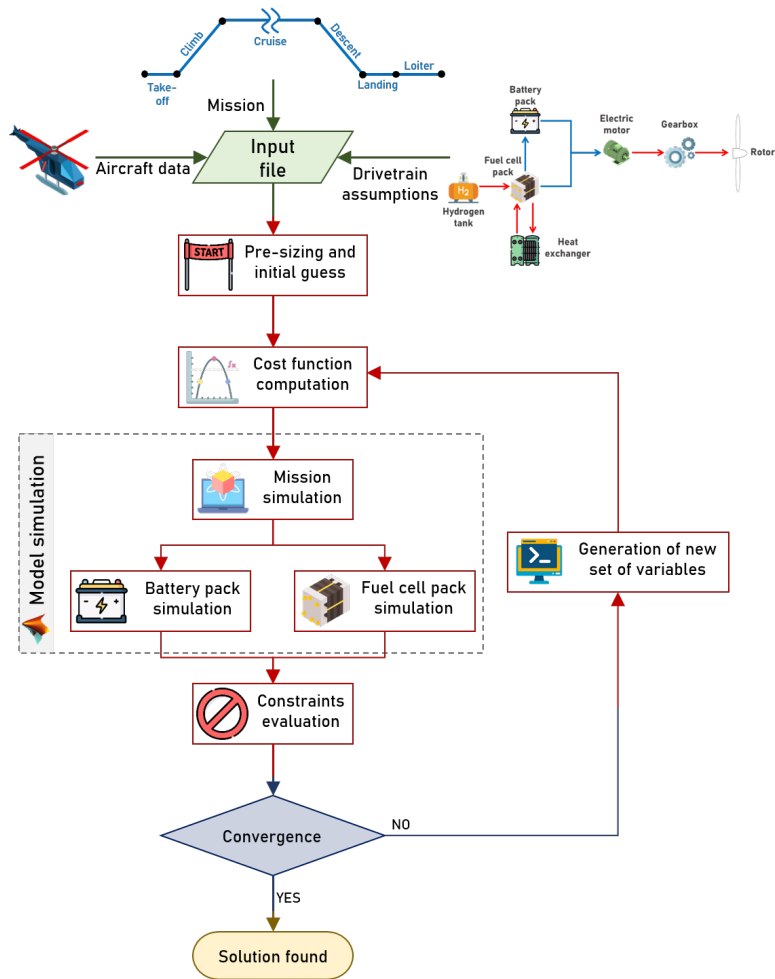 Climb
Cruise
Descent
Take-
off
Landing
Loiter
Mission
Aircraft data
Input
file
Drivetrain
assumptions
Battery
pack
Electric
motor
Gearbox
Rotor
Fuel cell
pack
H2
Hydrogen
tank
Heat
exchanger
START
Pre-sizing and
initial guess
Cost function
computation
Model simulation
Mission
simulation
Battery pack
simulation
Fuel cell pack
simulation
Generation of new
set of variables
Constraints
evaluation
Convergence
NO
YES
Solution found